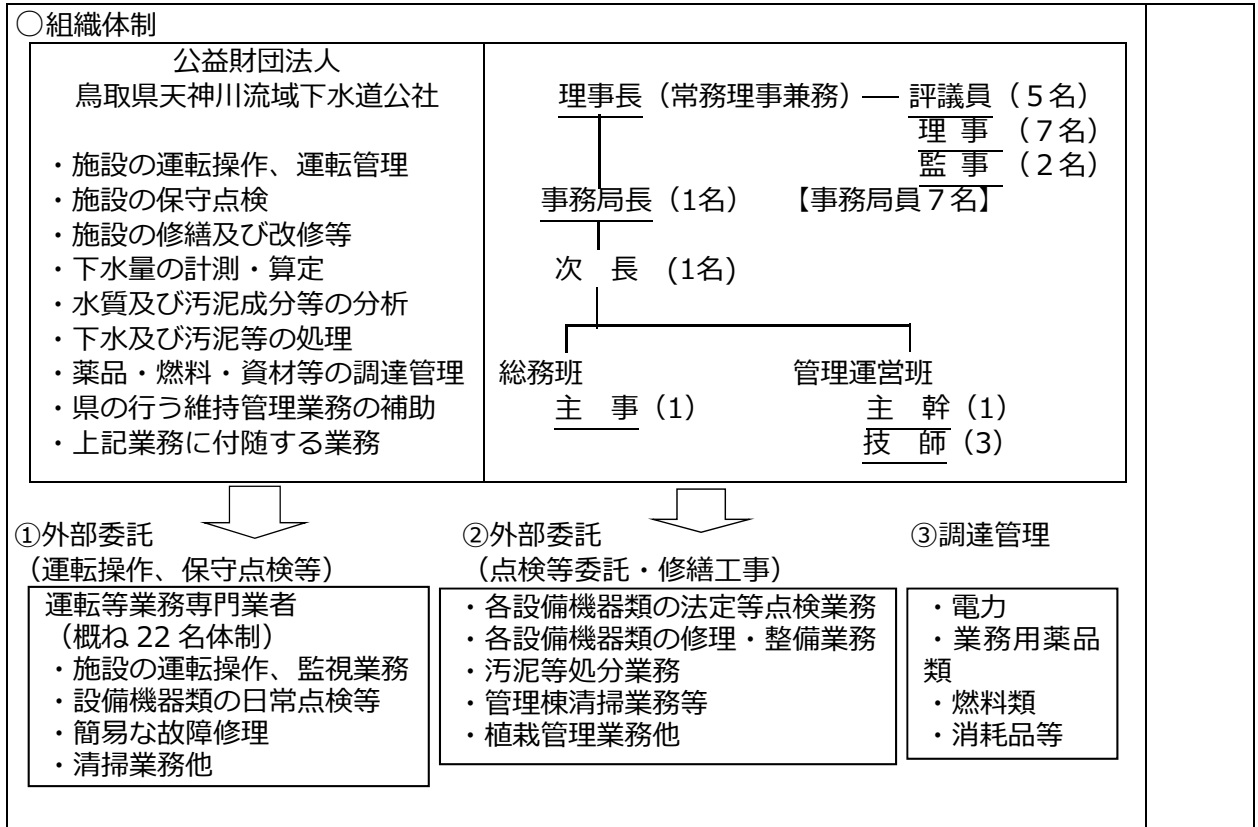 ○組織体制
公益財団法人
鳥取県天神川流域下水道公社
・施設の運転操作、運転管理
・施設の保守点検
・施設の修繕及び改修等
・下水量の計測・算定
・水質及び汚泥成分等の分析
・下水及び汚泥等の処理
・薬品・燃料・資材等の調達管理
・県の行う維持管理業務の補助
・上記業務に付随する業務
理事長（常務理事兼務） 評議員（５名）
理 事 （７名）
監 事 （２名）
事務局長（1名） 【事務局員７名】
次 長 (1名)
総務班 管理運営班
主 事（1） 主 幹（1）
技 師（3）
①外部委託
（運転操作、保守点検等）
運転等業務専門業者
（概ね 22 名体制）
・施設の運転操作、監視業務
・設備機器類の日常点検等
・簡易な故障修理
・清掃業務他
②外部委託
（点検等委託・修繕工事）
・各設備機器類の法定等点検業務
・各設備機器類の修理・整備業務
・汚泥等処分業務
・管理棟清掃業務等
・植栽管理業務他
③調達管理
・電力
・業務用薬品
類
・燃料類
・消耗品等